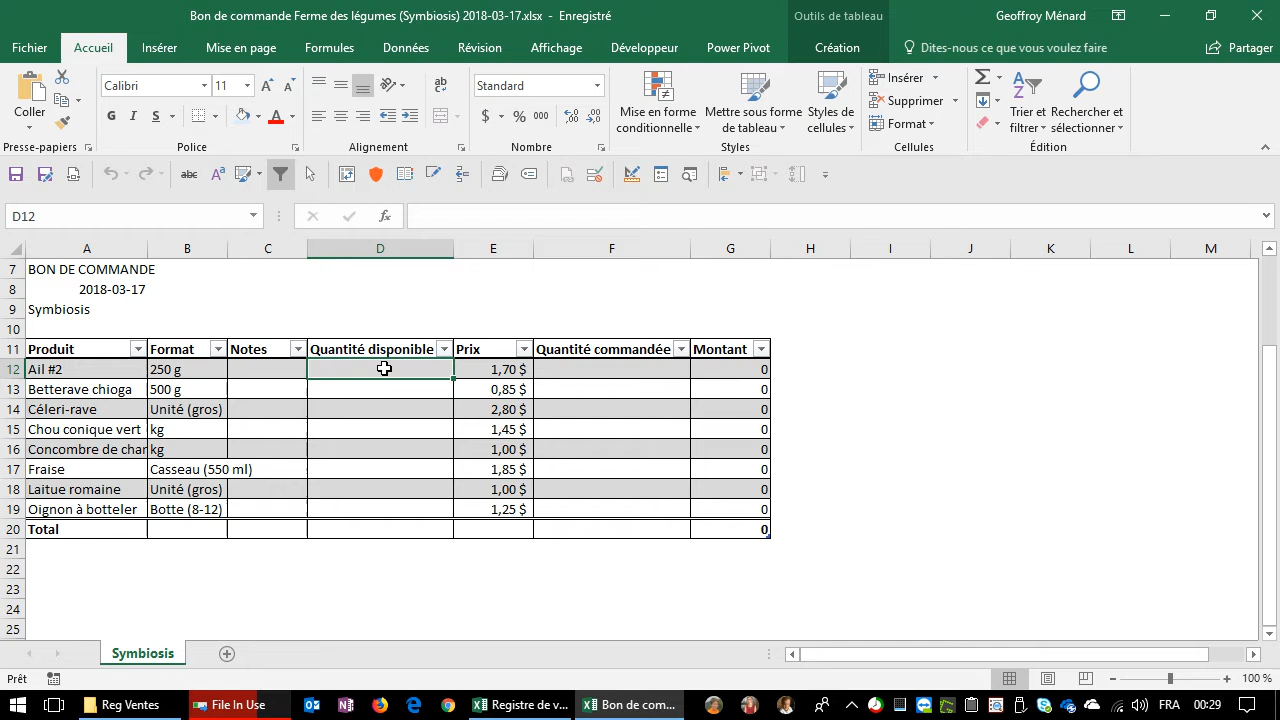 Bon de commande Ferme des légumes (Symbiosis) 2018-03-17.xlsx - Enregistré
Outils de tableau
Geoffroy Ménard
Fichier Accueil Insérer Mise en page Formules Données Révision Affichage Développeur Power Pivot Création Dites-nous ce que vous voulez faire Partager
Coller
Presse-papiers
Calibri 11
G I S
Police
Alignement
Standard
$ % 000
Nombre
Mise en forme conditionnelle
Mettre sous forme de tableau
Styles de cellules
Styles
Insérer
Supprimer
Format
Cellules
Trier et filtrer
Rechercher et sélectionner
Édition
abc
D12
fx
A B C D E F G H I J K L M
7 BON DE COMMANDE
8 2018-03-17
9 Symbiosis
10
11 Produit Format Notes Quantité disponible Prix Quantité commandée Montant
12 Ail #2 250 g 1,70 $ 0
13 Betterave chioga 500 g 0,85 $ 0
14 Céleri-rave Unité (gros) 2,80 $ 0
15 Chou conique vert kg 1,45 $ 0
16 Concombre de char kg 1,00 $ 0
17 Fraise Casseau (550 ml) 1,85 $ 0
18 Laitue romaine Unité (gros) 1,00 $ 0
19 Oignon à botteler Botte (8-12) 1,25 $ 0
20 Total 0
21
22
23
24
25
Symbiosis
Prêt
100 %
Reg Ventes
File In Use
Registre de v...
Bon de com...
FRA
00:29